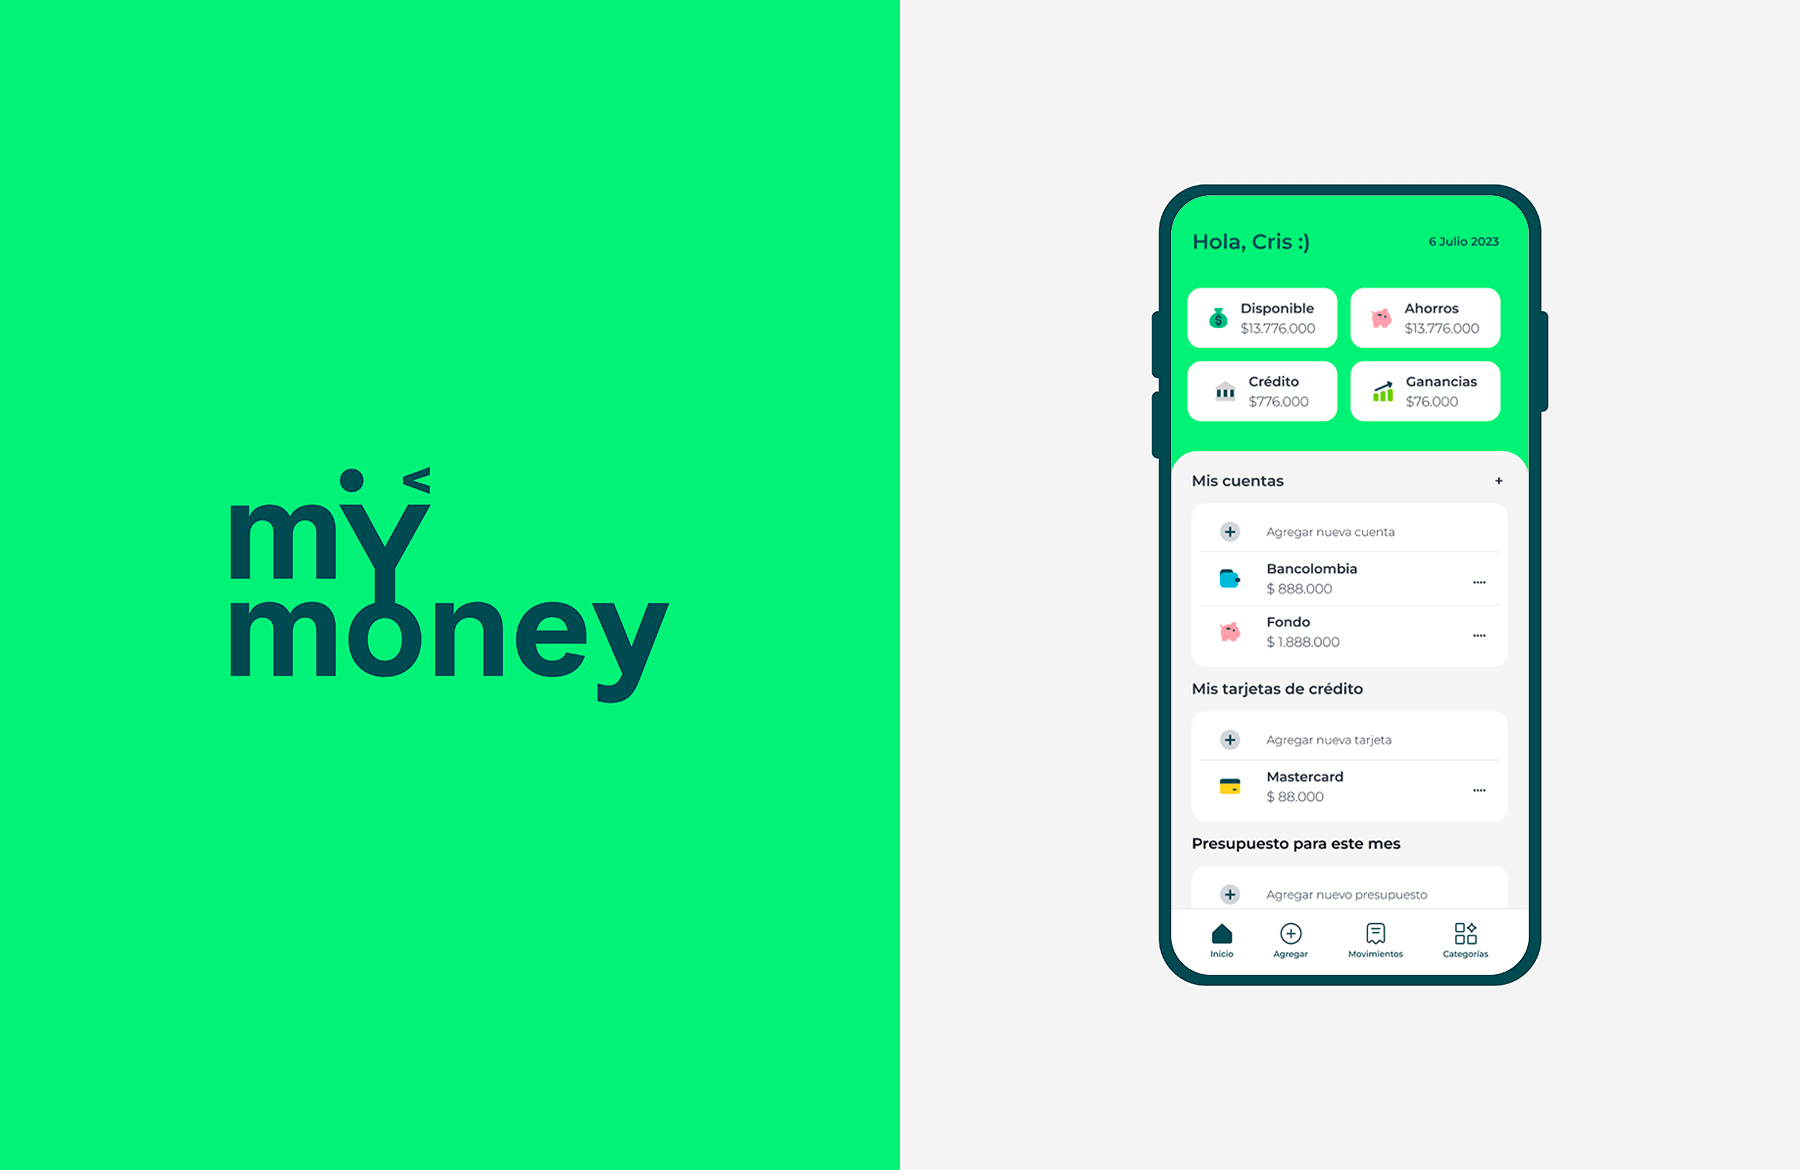 my
money
Hola, Cris :)
6 Julio 2023
Disponible
$13.776.000
Ahorros
$13.776.000
Crédito
$776.000
Ganancias
$76.000
Mis cuentas
+
Agregar nueva cuenta
Bancolombia
$ 888.000
Fondo
$ 1.888.000
Mis tarjetas de crédito
Agregar nueva tarjeta
Mastercard
$ 88.000
Presupuesto para este mes
Agregar nuevo presupuesto
Inicio
Agregar
Movimientos
Categorías